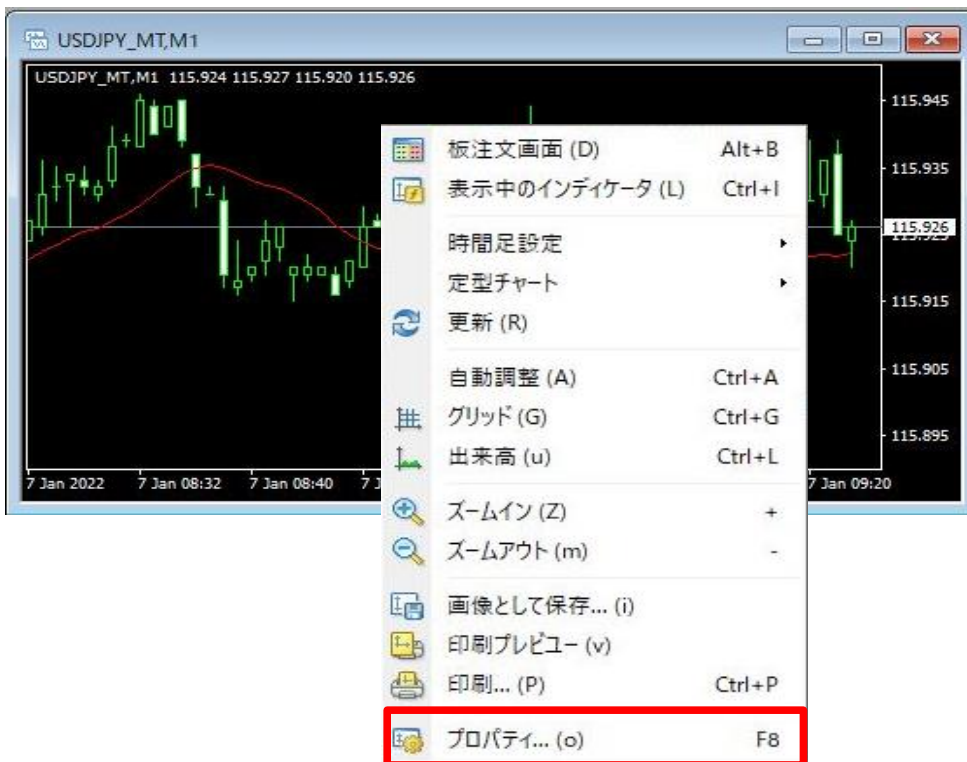 USDJPY_MT,M1
USDJPY_MT,M1 115.924 115.927 115.920 115.926
115.945
115.935
115.926
115.915
115.905
115.895
板注文画面 (D) Alt+B
表示中のインディケータ (L) Ctrl+I
時間足設定
定型チャート
更新 (R)
自動調整 (A) Ctrl+A
グリッド (G) Ctrl+G
出来高 (u) Ctrl+L
ズームイン (Z) +
ズームアウト (m) -
画像として保存... (i)
印刷プレビュー (v)
印刷... (P) Ctrl+P
プロパティ... (o) F8
7 Jan 2022 7 Jan 08:32 7 Jan 08:40 7 Jan 09:20